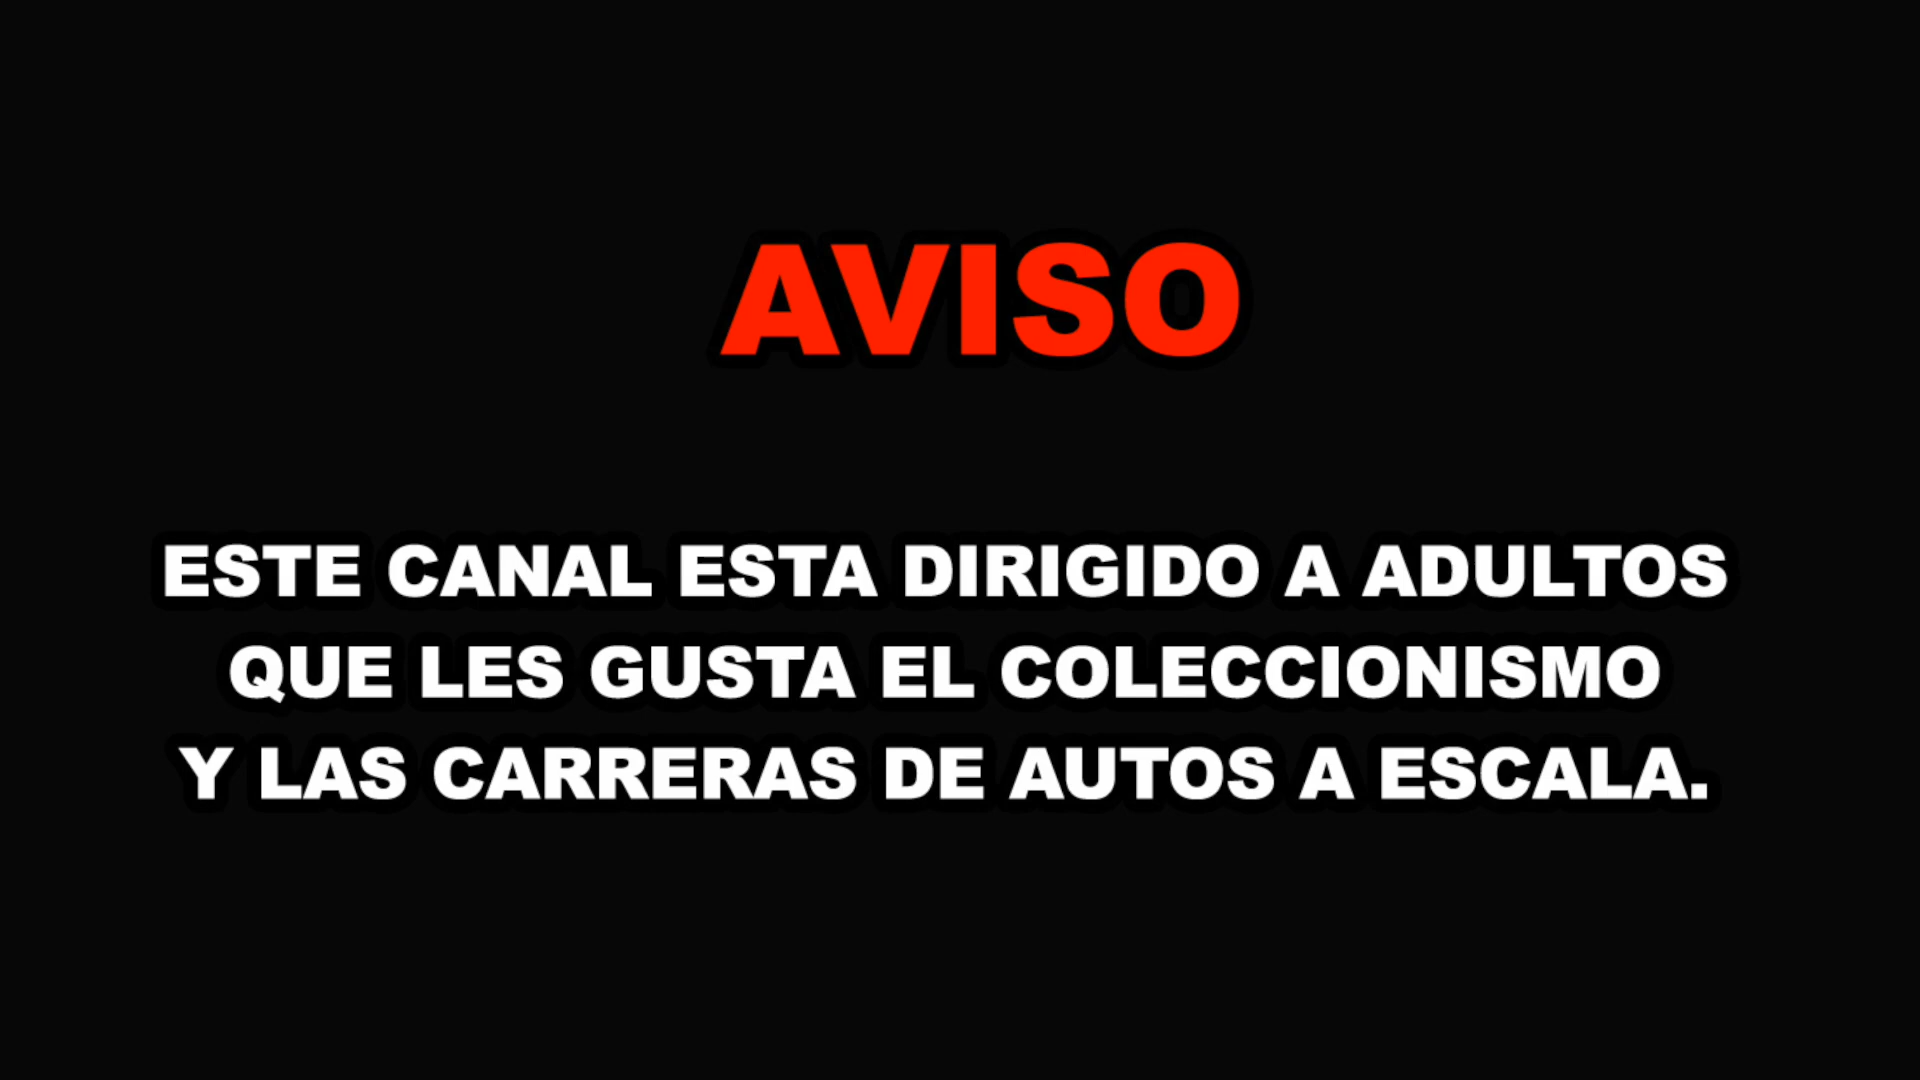 AVISO
ESTE CANAL ESTA DIRIGIDO A ADULTOS
QUE LES GUSTA EL COLECCIONISMO
Y LAS CARRERAS DE AUTOS A ESCALA.